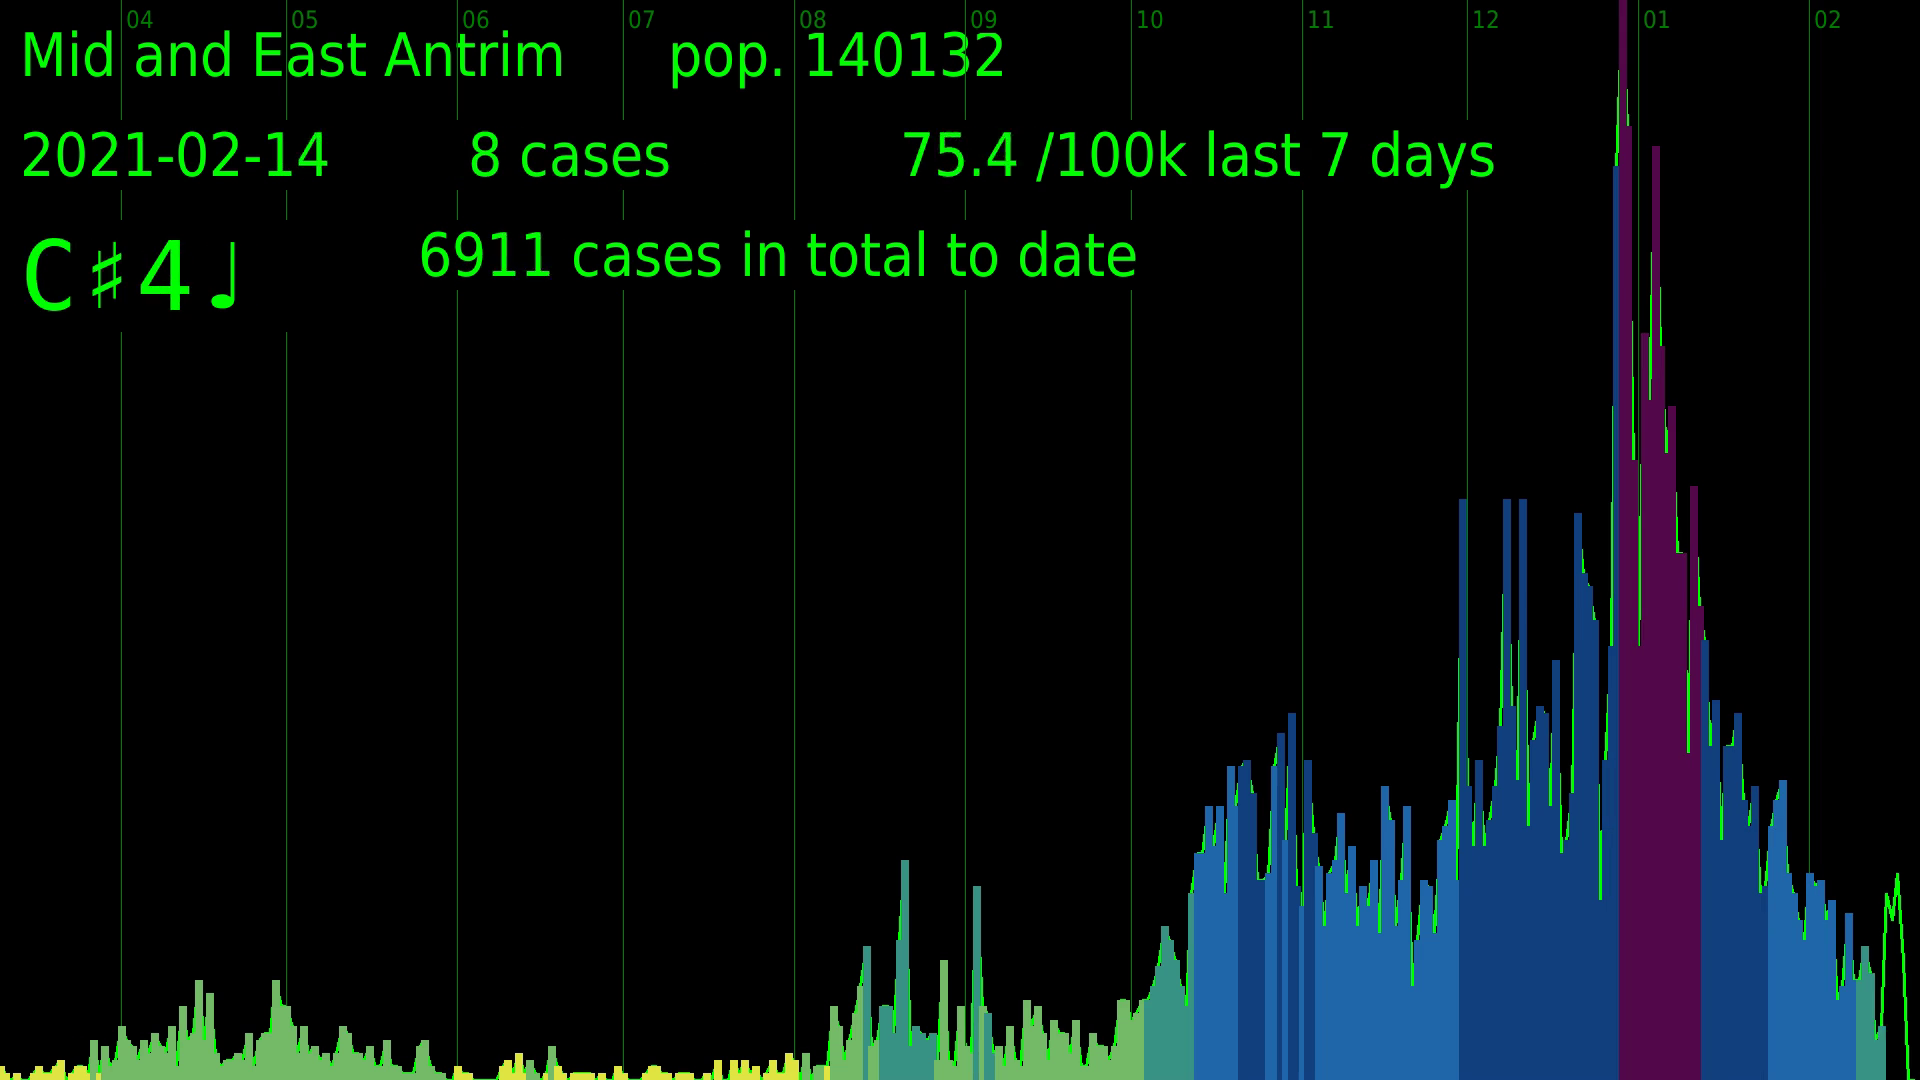 04 05 06 07 08 09 10 11 12 01 02
Mid and East Antrim pop. 140132
2021-02-14 8 cases 75.4 /100k last 7 days
C♯4♩ 6911 cases in total to date